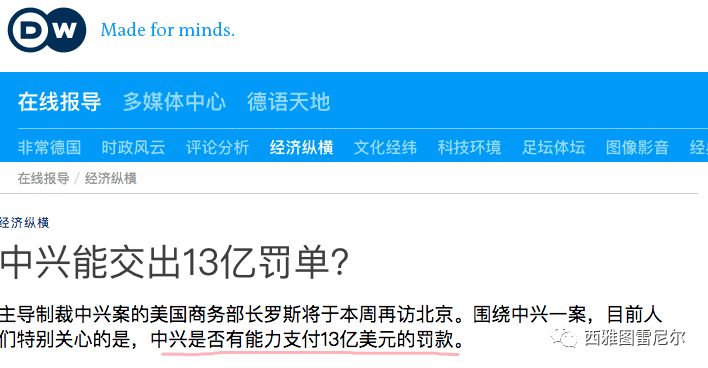 DW Made for minds.
在线报导 多媒体中心 德语天地
非常德国 时政风云 评论分析 经济纵横 文化经纬 科技环境 足坛体坛 图像影音 经
在线报导 / 经济纵横
经济纵横
中兴能交出13亿罚单？
主导制裁中兴案的美国商务部长罗斯将于本周再访北京。围绕中兴一案，目前人
们特别关心的是，中兴是否有能力支付13亿美元的罚款。
西雅图雷尼尔